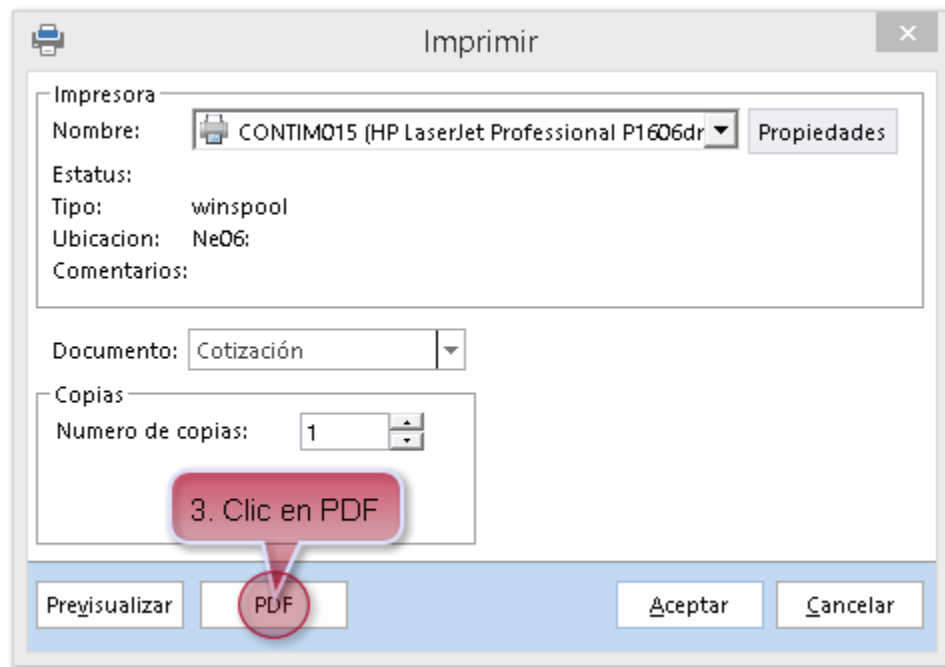 Imprimir
Impresora
Nombre: CONTIM015 (HP LaserJet Professional P1606dr Propiedades
Estatus:
Tipo: winspool
Ubicacion: Ne06:
Comentarios:
Documento: Cotización
Copias
Numero de copias: 1
3. Clic en PDF
Previsualizar PDF Aceptar Cancelar